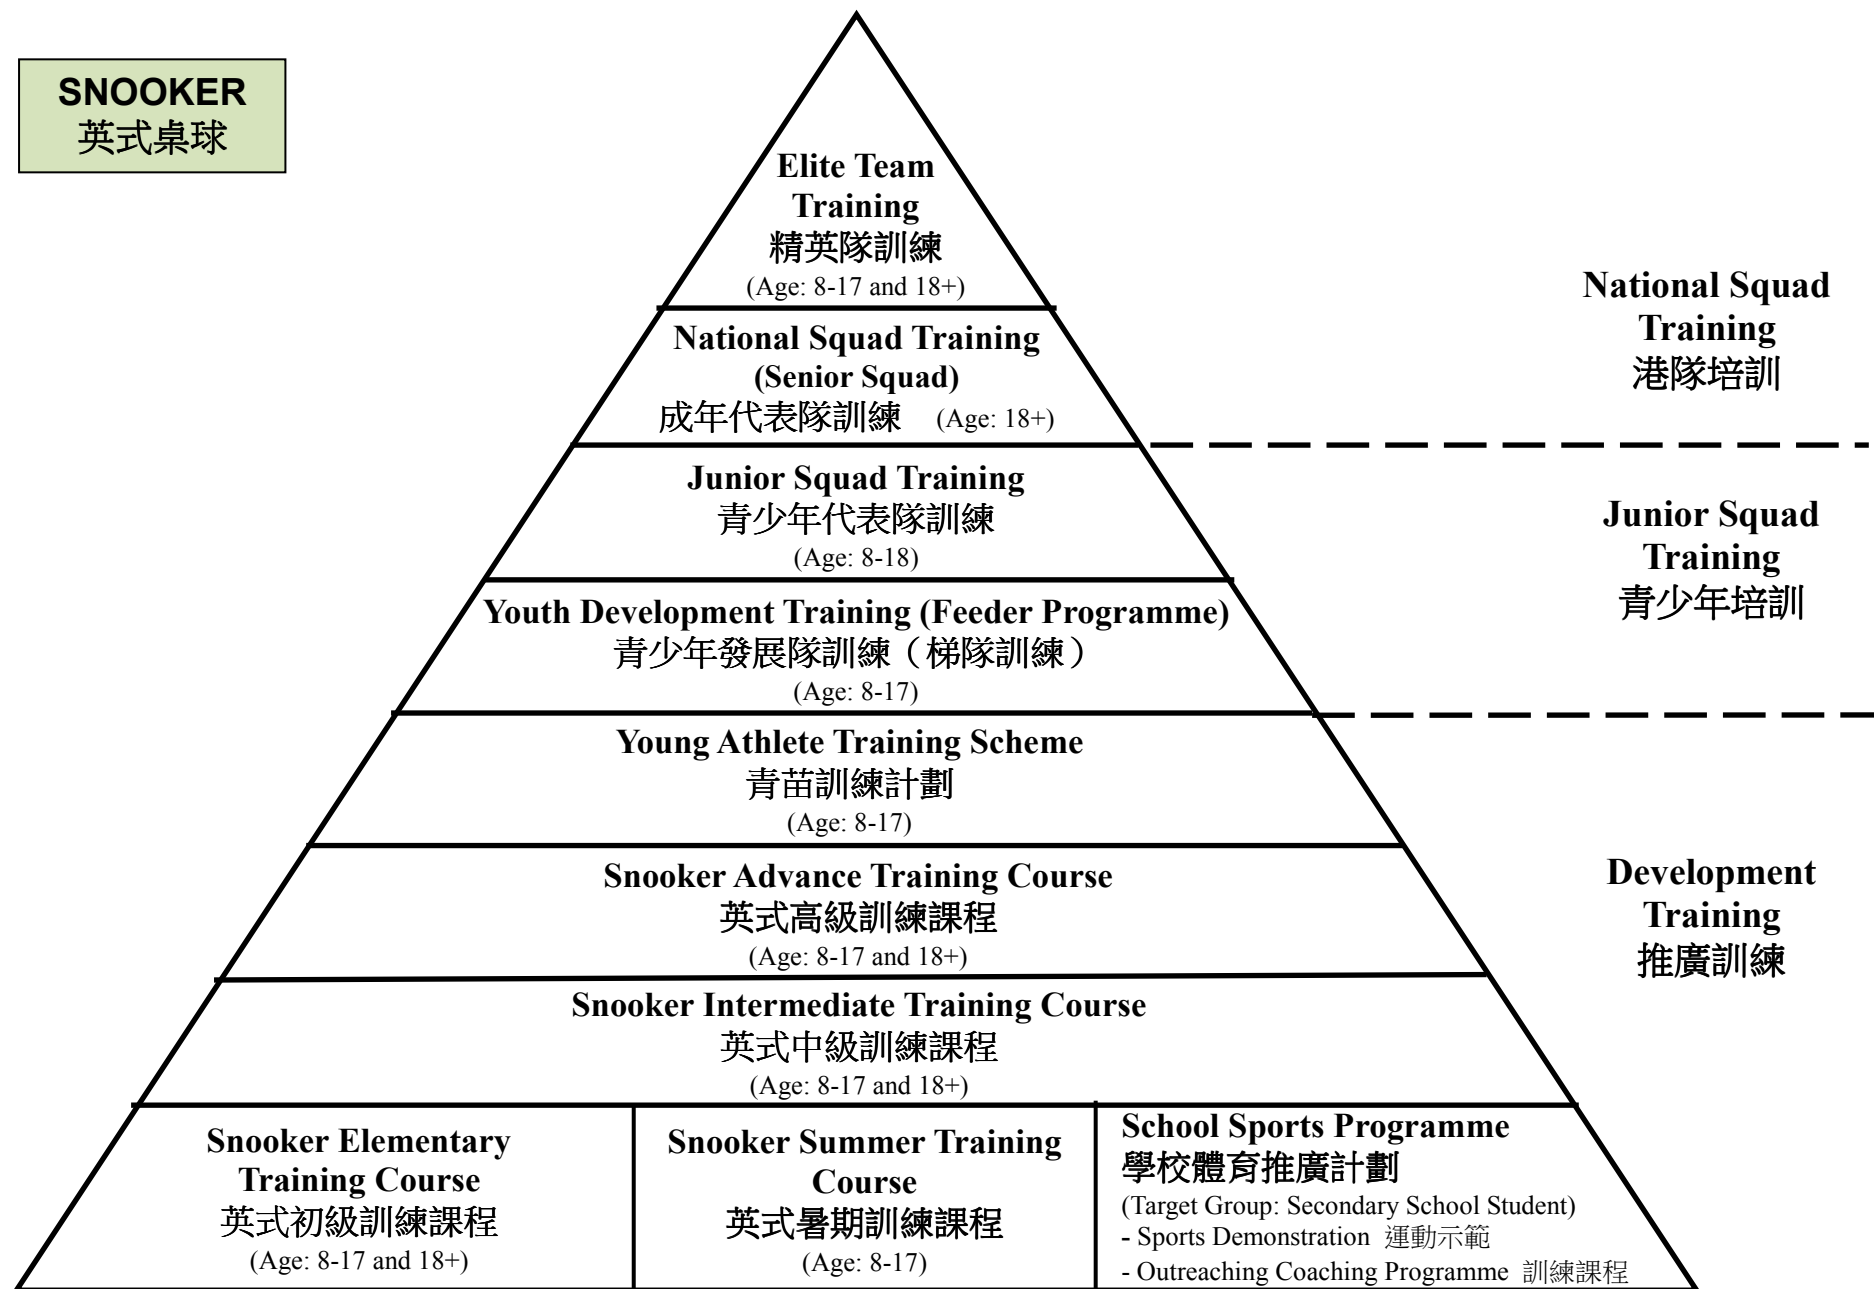 SNOOKER
英式桌球
Elite Team
Training
精英隊訓練
(Age: 8-17 and 18+)
National Squad Training
(Senior Squad)
成年代表隊訓練 (Age: 18+)
National Squad
Training
港隊培訓
Junior Squad Training
青少年代表隊訓練
(Age: 8-18)
Youth Development Training (Feeder Programme)
青少年發展隊訓練（梯隊訓練）
(Age: 8-17)
Junior Squad
Training
青少年培訓
Young Athlete Training Scheme
青苗訓練計劃
(Age: 8-17)
Snooker Advance Training Course
英式高級訓練課程
(Age: 8-17 and 18+)
Snooker Intermediate Training Course
英式中級訓練課程
(Age: 8-17 and 18+)
Development
Training
推廣訓練
Snooker Elementary
Training Course
英式初級訓練課程
(Age: 8-17 and 18+)
Snooker Summer Training
Course
英式暑期訓練課程
(Age: 8-17)
School Sports Programme
學校體育推廣計劃
(Target Group: Secondary School Student)
- Sports Demonstration 運動示範
- Outreaching Coaching Programme 訓練課程